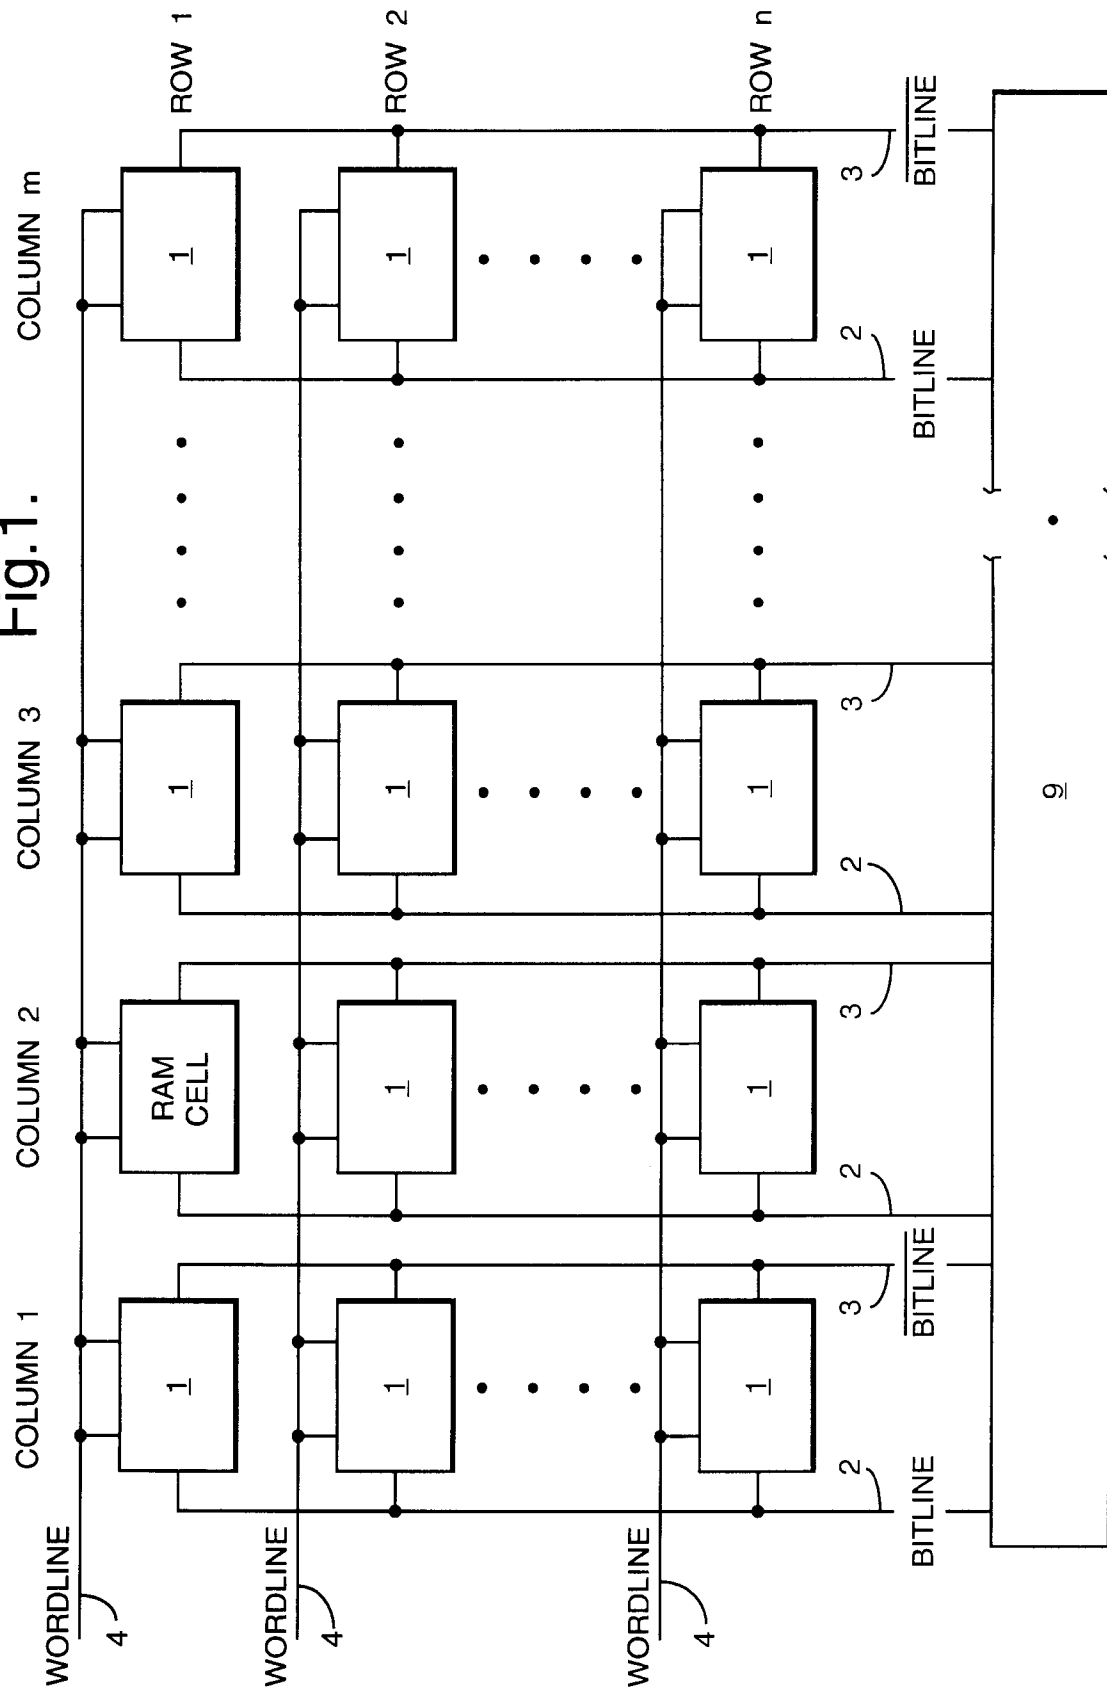 Fig.1.
COLUMN 1
COLUMN 2
COLUMN 3
COLUMN m
WORDLINE
4
1
RAM
CELL
1
1
ROW 1
WORDLINE
4
1
1
1
1
ROW 2
WORDLINE
4
1
1
1
1
ROW n
2
3
2
3
2
3
2
3
BITLINE
BITLINE
BITLINE
BITLINE
9